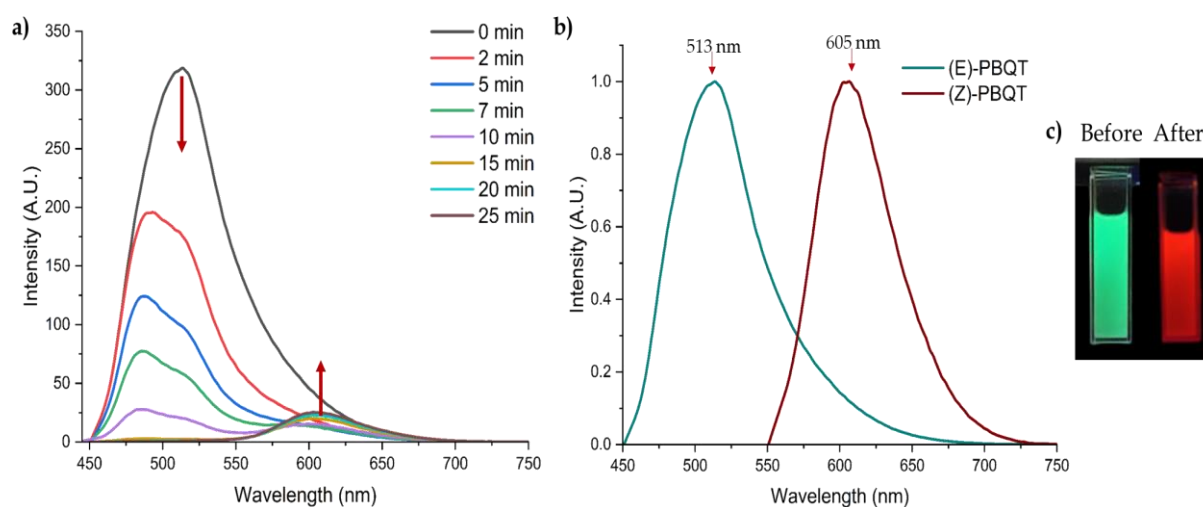 a)
350
300
250
200
150
100
50
0
Intensity (A.U.)
450 500 550 600 650 700 750
Wavelength (nm)
0 min
2 min
5 min
7 min
10 min
15 min
20 min
25 min
b)
513 nm 605 nm
1.0
0.8
0.6
0.4
0.2
0.0
Intensity (A.U.)
450 500 550 600 650 700 750
Wavelength (nm)
(E)-PBQT
(Z)-PBQT
c) Before After